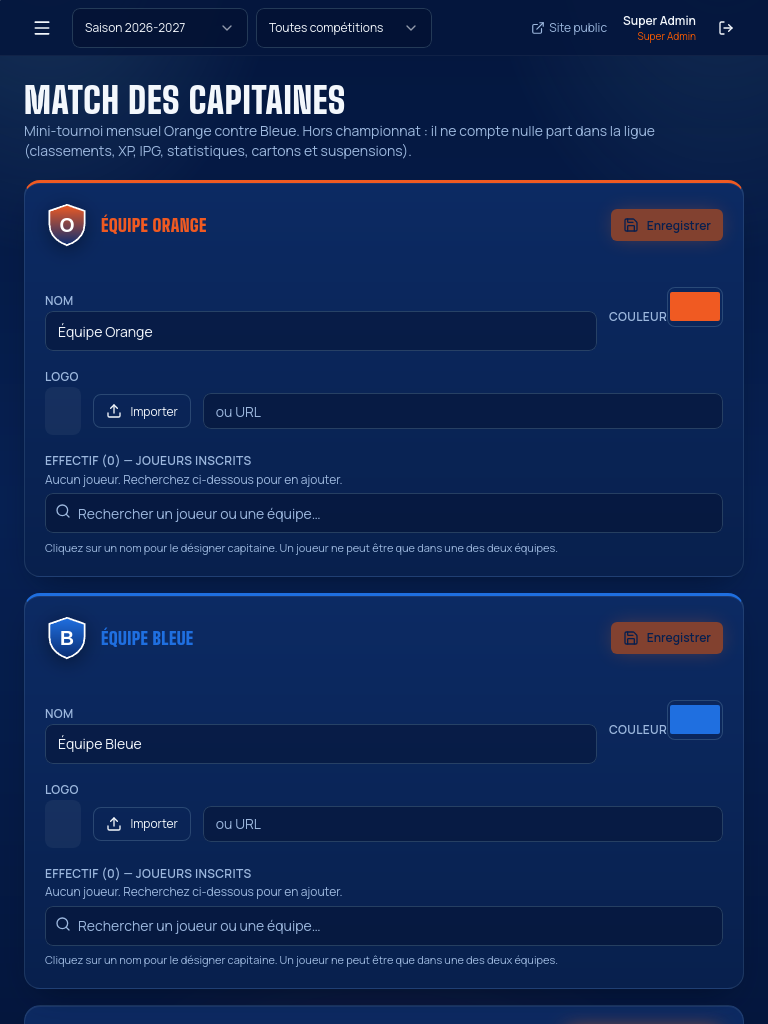 Saison 2026-2027
Toutes compétitions
Site public
Super Admin
Super Admin
MATCH DES CAPITAINES
Mini-tournoi mensuel Orange contre Bleue. Hors championnat : il ne compte nulle part dans la ligue
(classements, XP, IPG, statistiques, cartons et suspensions).
O
ÉQUIPE ORANGE
Enregistrer
NOM
Équipe Orange
COULEUR
LOGO
Importer
ou URL
EFFECTIF (0) — JOUEURS INSCRITS
Aucun joueur. Recherchez ci-dessous pour en ajouter.
Rechercher un joueur ou une équipe…
Cliquez sur un nom pour le désigner capitaine. Un joueur ne peut être que dans une des deux équipes.
B
ÉQUIPE BLEUE
Enregistrer
NOM
Équipe Bleue
COULEUR
LOGO
Importer
ou URL
EFFECTIF (0) — JOUEURS INSCRITS
Aucun joueur. Recherchez ci-dessous pour en ajouter.
Rechercher un joueur ou une équipe…
Cliquez sur un nom pour le désigner capitaine. Un joueur ne peut être que dans une des deux équipes.